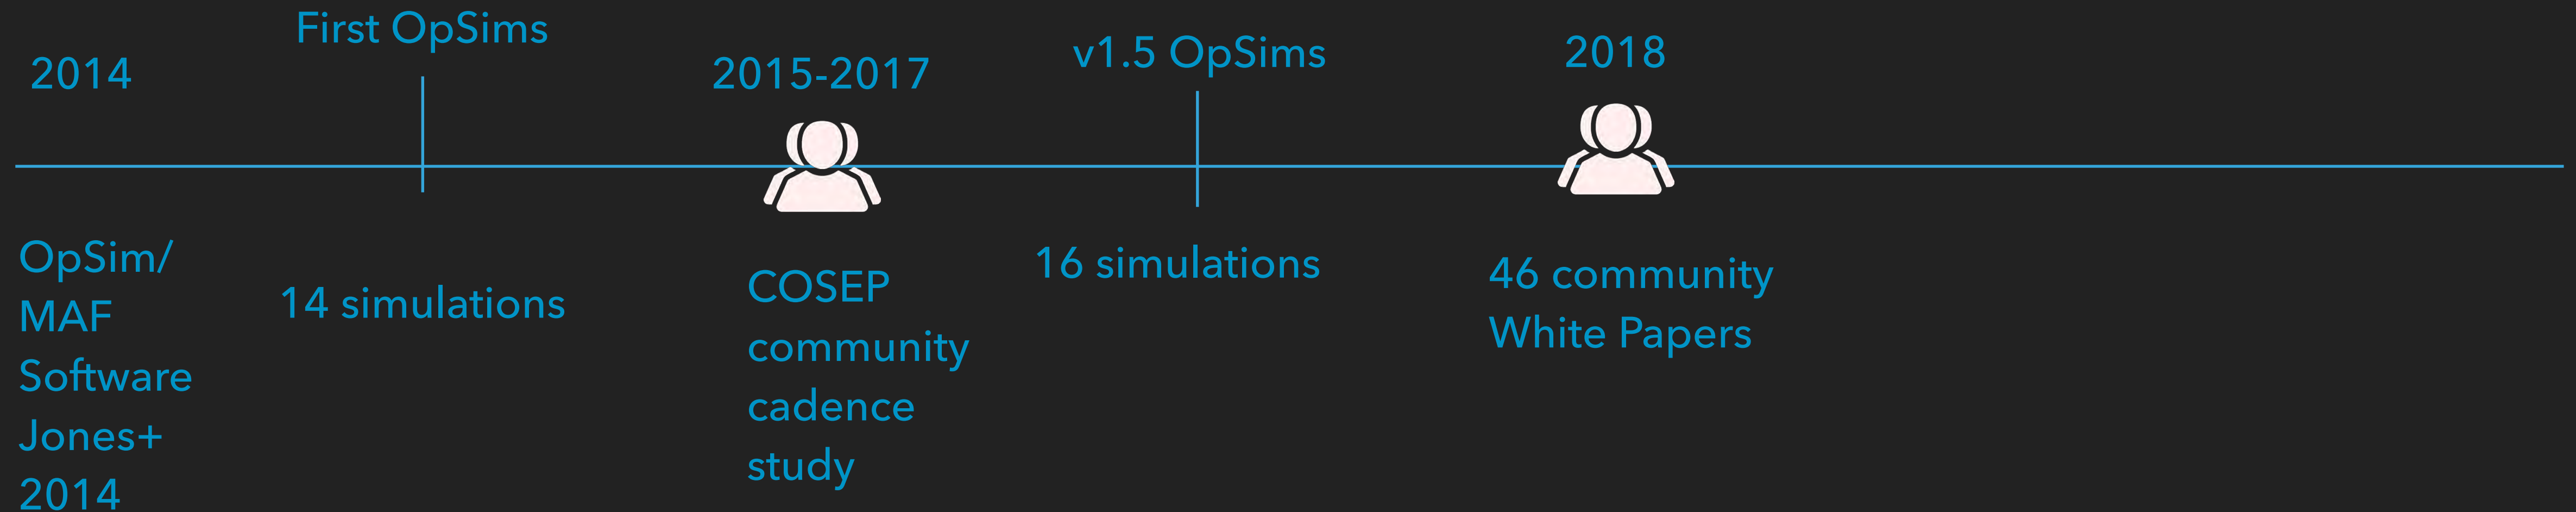 2014
OpSim/
MAF
Software
Jones+
2014
First OpSims
14 simulations
2015-2017
COSEP
community
cadence
study
v1.5 OpSims
16 simulations
2018
46 community
White Papers